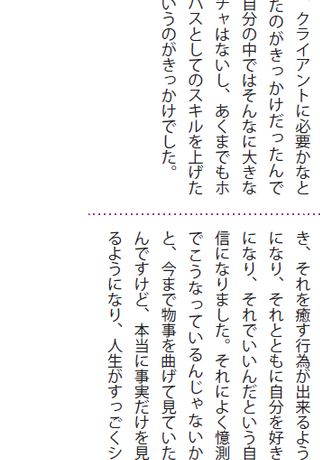 、クライアントに必要かなと
たのがきっかけだったんで
自分の中ではそんなに大きな
チャはないし、あくまでもホ
パスとしてのスキルを上げた
いうのがきっかけでした。
き、それを癒す行為が出来るよう
になり、それとともに自分を好き
になり、それでいいんだという自
信になりました。それによく憶測
でこうなっているんじゃないか
と、今まで物事を曲げて見ていた
んですけど、本当に事実だけを見
るようになり、人生がすっごくシ